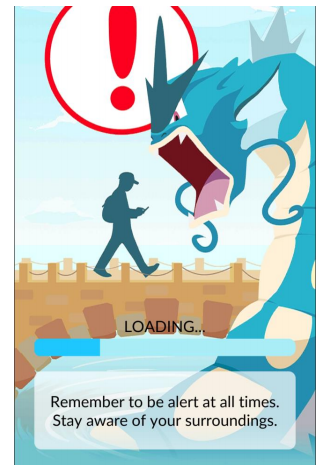 LOADING...
Remember to be alert at all times.
Stay aware of your surroundings.